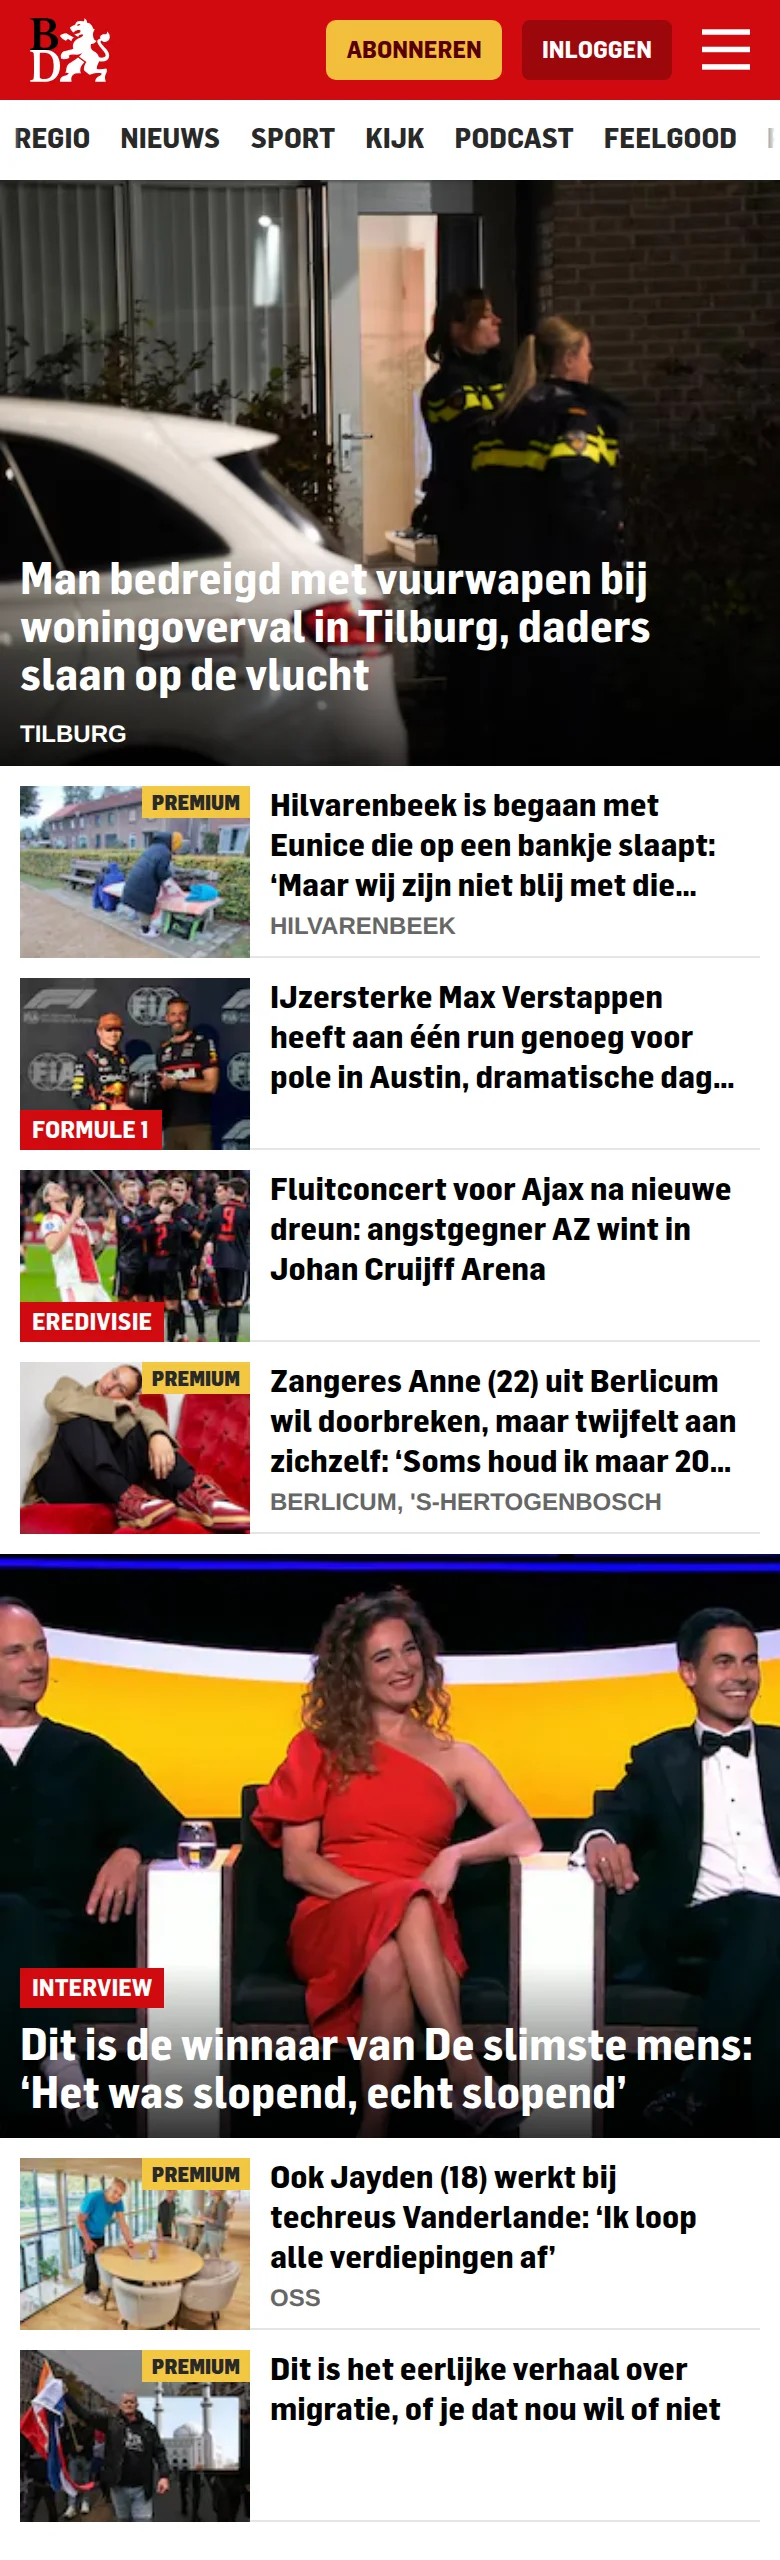 BD
ABONNEREN
INLOGGEN
REGIO NIEUWS SPORT KIJK PODCAST FEELGOOD
Man bedreigd met vuurwapen bij
woningoverval in Tilburg, daders
slaan op de vlucht
TILBURG
PREMIUM
Hilvarenbeek is begaan met
Eunice die op een bankje slaapt:
‘Maar wij zijn niet blij met die...
HILVARENBEEK
FIA
FORMULE 1
IJzersterke Max Verstappen
heeft aan één run genoeg voor
pole in Austin, dramatische dag...
EREDIVISIE
Fluitconcert voor Ajax na nieuwe
dreun: angstgegner AZ wint in
Johan Cruijff Arena
PREMIUM
Zangeres Anne (22) uit Berlicum
wil doorbreken, maar twijfelt aan
zichzelf: ‘Soms houd ik maar 20...
BERLICUM, 'S-HERTOGENBOSCH
INTERVIEW
Dit is de winnaar van De slimste mens:
‘Het was slopend, echt slopend’
PREMIUM
Ook Jayden (18) werkt bij
techreus Vanderlande: ‘Ik loop
alle verdiepingen af’
OSS
PREMIUM
Dit is het eerlijke verhaal over
migratie, of je dat nou wil of niet